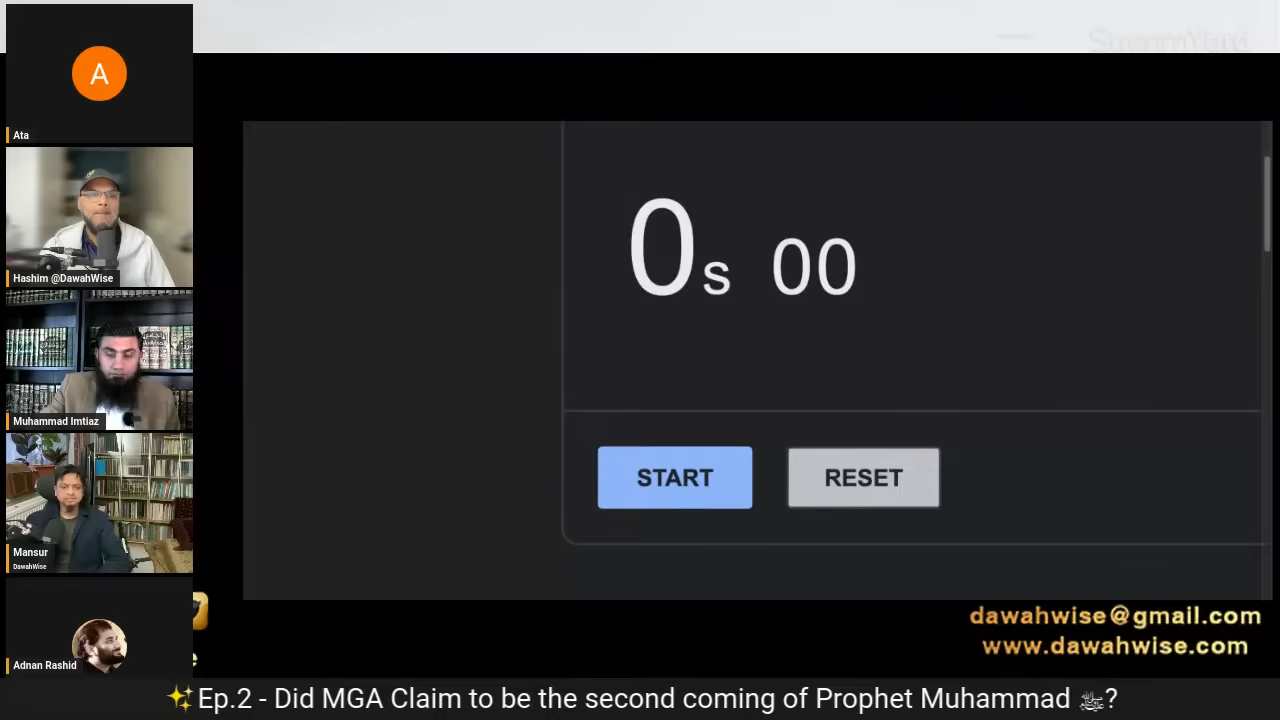 StreamYard
A
Ata
Hashim @DawahWise
Muhammad Imtiaz
Mansur
DawahWise
Adnan Rashid
0s 00
START
RESET
e
dawahwise@gmail.com
www.dawahwise.com
✨Ep.2 - Did MGA Claim to be the second coming of Prophet Muhammad ﷺ?